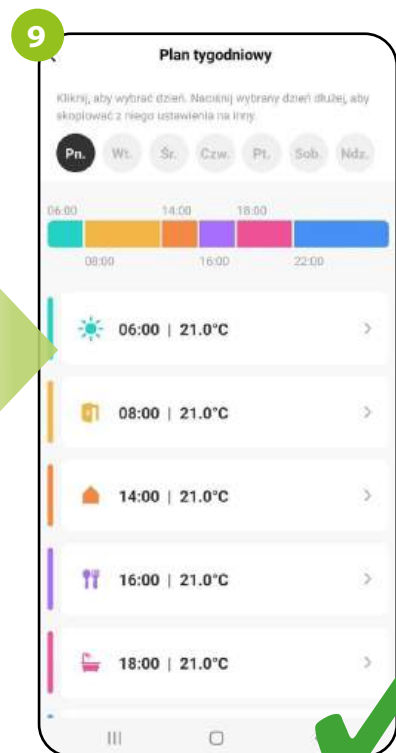 9
Plan tygodniowy
Kliknij, aby wybrać dzień. Naciśnij wybrany dzień dłużej, aby
skopiować z niego ustawienia na inny.
Pn. Wt. Śr. Czw. Pt. Sob. Ndz.
06:00 14:00 18:00
08:00 16:00 22:00
06:00 | 21.0°C
08:00 | 21.0°C
14:00 | 21.0°C
16:00 | 21.0°C
18:00 | 21.0°C